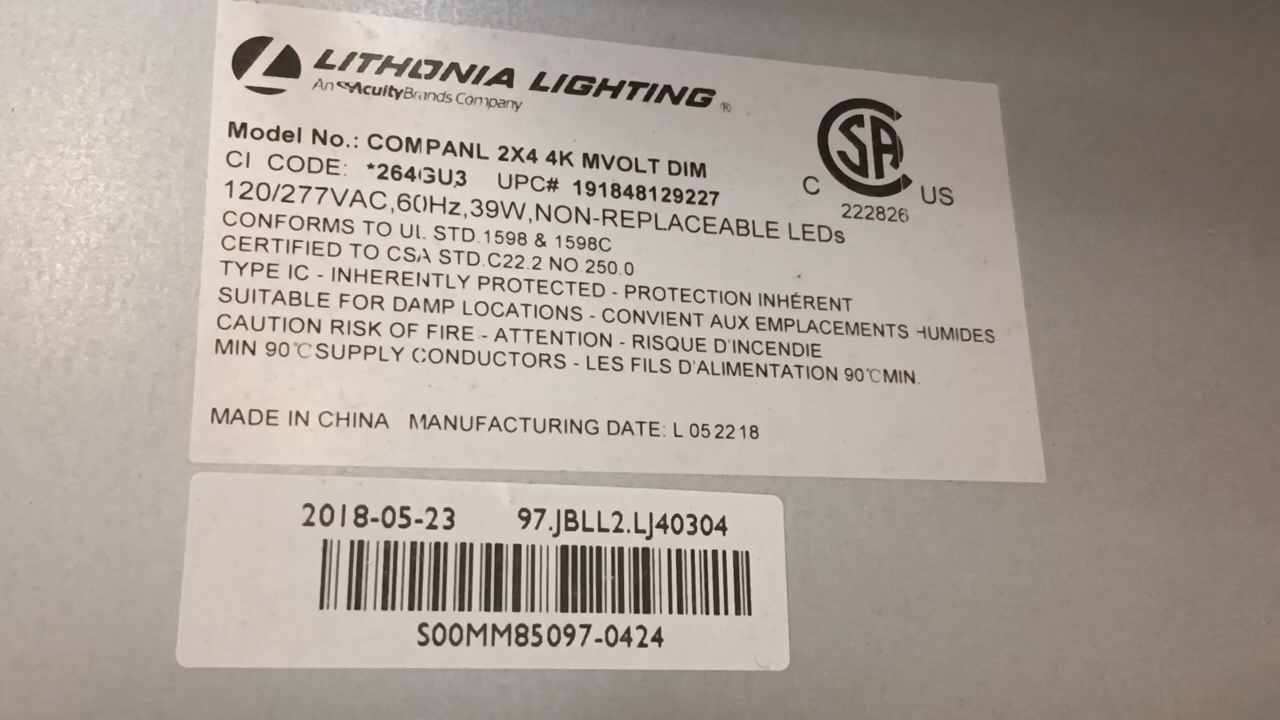 LITHONIA LIGHTING ®
An AcuityBrands Company
CSA
C US
222826
Model No.: COMPANL 2X4 4K MVOLT DIM
CI CODE: *264GU3 UPC# 191848129227
120/277VAC,60Hz,39W,NON-REPLACEABLE LEDs
CONFORMS TO UL STD.1598 & 1598C
CERTIFIED TO CSA STD.C22.2 NO.250.0
TYPE IC - INHERENTLY PROTECTED - PROTECTION INHÉRENT
SUITABLE FOR DAMP LOCATIONS - CONVIENT AUX EMPLACEMENTS HUMIDES
CAUTION RISK OF FIRE - ATTENTION - RISQUE D'INCENDIE
MIN 90℃ SUPPLY CONDUCTORS - LES FILS D'ALIMENTATION 90℃ MIN.
MADE IN CHINA MANUFACTURING DATE: L 052218
2018-05-23 97.JBLL2.LJ40304
S00MM85097-0424